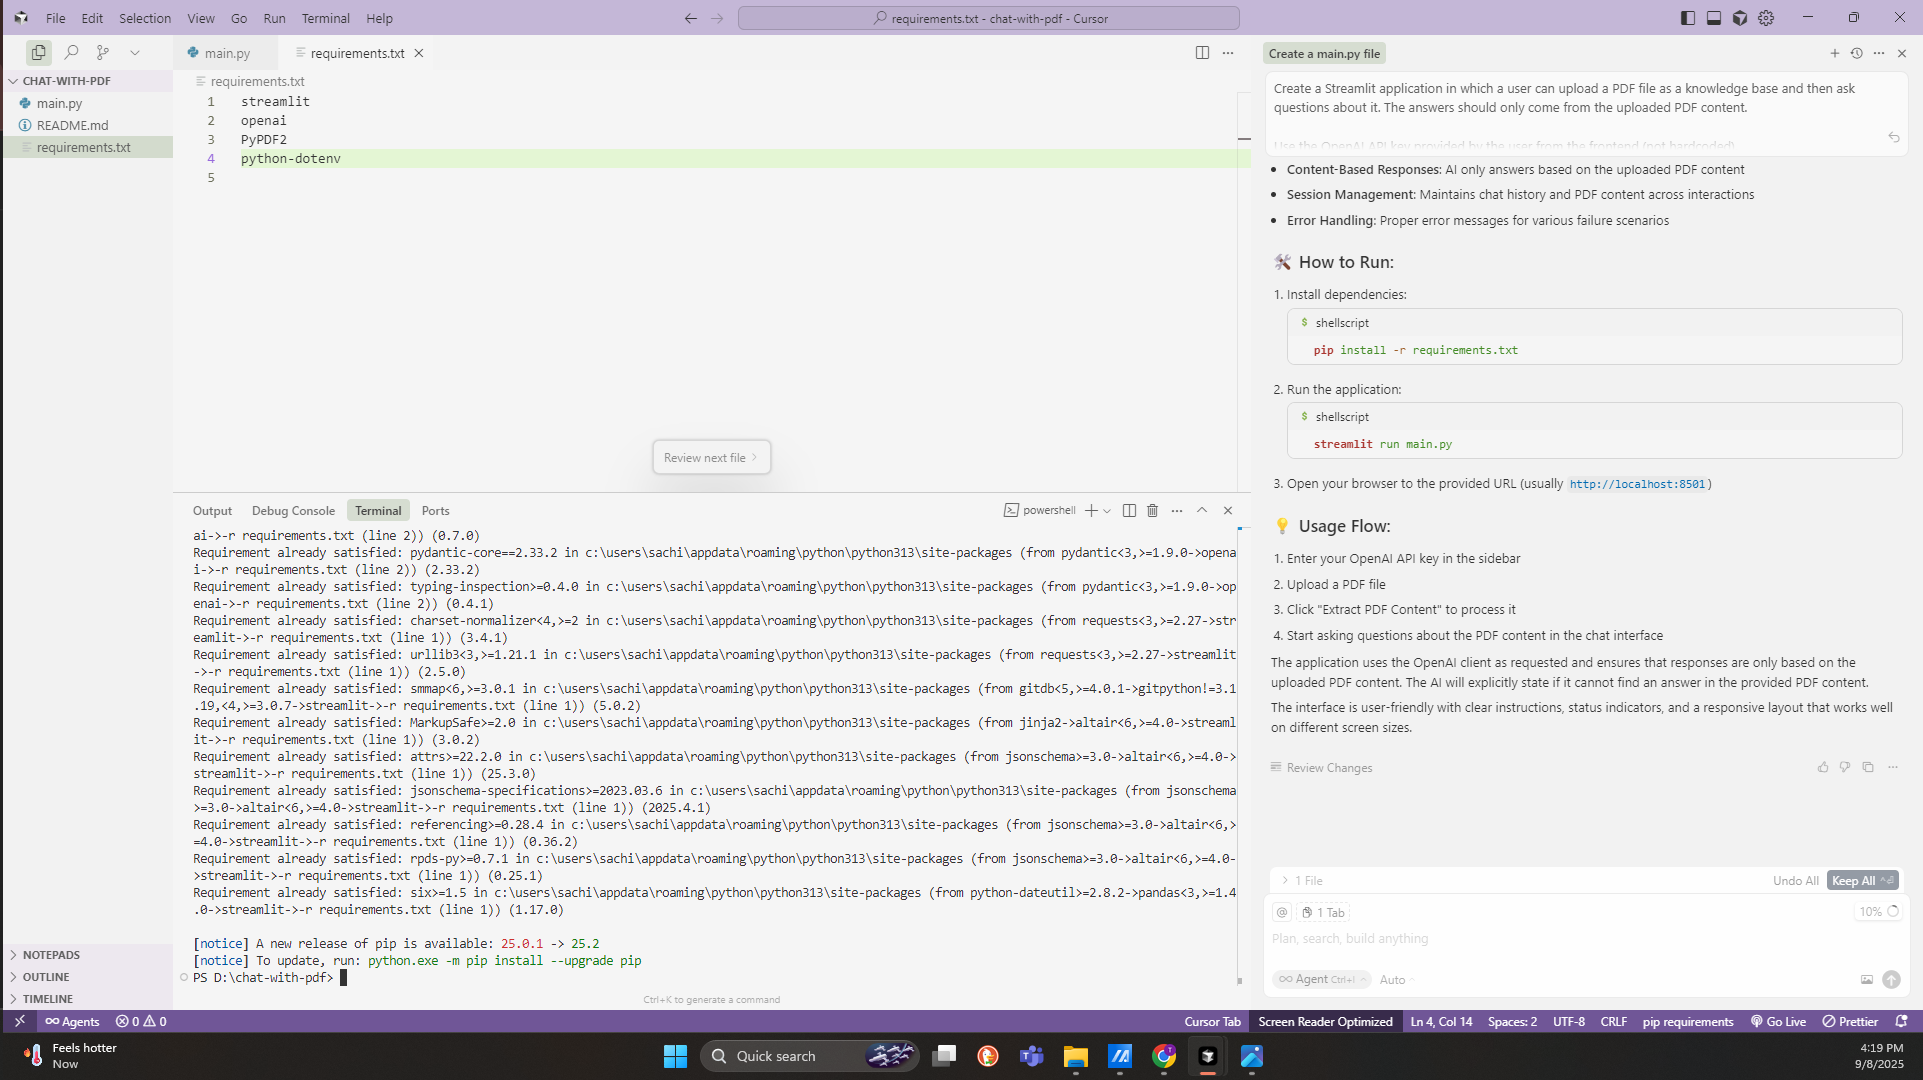 File Edit Selection View Go Run Terminal Help
requirements.txt - chat-with-pdf - Cursor
main.py
requirements.txt
CHAT-WITH-PDF
main.py
README.md
requirements.txt
NOTEPADS
OUTLINE
TIMELINE
requirements.txt
1 streamlit
2 openai
3 PyPDF2
4 python-dotenv
5
Review next file
Output Debug Console Terminal Ports
powershell
ai->-r requirements.txt (line 2)) (0.7.0)
Requirement already satisfied: pydantic-core==2.33.2 in c:\users\sachi\appdata\roaming\python\python313\site-packages (from pydantic<3,>=1.9.0->opena
i->-r requirements.txt (line 2)) (2.33.2)
Requirement already satisfied: typing-inspection>=0.4.0 in c:\users\sachi\appdata\roaming\python\python313\site-packages (from pydantic<3,>=1.9.0->op
enai->-r requirements.txt (line 2)) (0.4.1)
Requirement already satisfied: charset-normalizer<4,>=2 in c:\users\sachi\appdata\roaming\python\python313\site-packages (from requests<3,>=2.27->str
eamlit->-r requirements.txt (line 1)) (3.4.1)
Requirement already satisfied: urllib3<3,>=1.21.1 in c:\users\sachi\appdata\roaming\python\python313\site-packages (from requests<3,>=2.27->streamlit
->-r requirements.txt (line 1)) (2.5.0)
Requirement already satisfied: smmap<6,>=3.0.1 in c:\users\sachi\appdata\roaming\python\python313\site-packages (from gitdb<5,>=4.0.1->gitpython!=3.1
.19,<4,>=3.0.7->streamlit->-r requirements.txt (line 1)) (5.0.2)
Requirement already satisfied: MarkupSafe>=2.0 in c:\users\sachi\appdata\roaming\python\python313\site-packages (from jinja2->altair<6,>=4.0->streaml
it->-r requirements.txt (line 1)) (3.0.2)
Requirement already satisfied: attrs>=22.2.0 in c:\users\sachi\appdata\roaming\python\python313\site-packages (from jsonschema>=3.0->altair<6,>=4.0->
streamlit->-r requirements.txt (line 1)) (25.3.0)
Requirement already satisfied: jsonschema-specifications>=2023.03.6 in c:\users\sachi\appdata\roaming\python\python313\site-packages (from jsonschema
>=3.0->altair<6,>=4.0->streamlit->-r requirements.txt (line 1)) (2025.4.1)
Requirement already satisfied: referencing>=0.28.4 in c:\users\sachi\appdata\roaming\python\python313\site-packages (from jsonschema>=3.0->altair<6,>
=4.0->streamlit->-r requirements.txt (line 1)) (0.36.2)
Requirement already satisfied: rpds-py>=0.7.1 in c:\users\sachi\appdata\roaming\python\python313\site-packages (from jsonschema>=3.0->altair<6,>=4.0-
>streamlit->-r requirements.txt (line 1)) (0.25.1)
Requirement already satisfied: six>=1.5 in c:\users\sachi\appdata\roaming\python\python313\site-packages (from python-dateutil>=2.8.2->pandas<3,>=1.4
.0->streamlit->-r requirements.txt (line 1)) (1.17.0)
[notice] A new release of pip is available: 25.0.1 -> 25.2
[notice] To update, run: python.exe -m pip install --upgrade pip
PS D:\chat-with-pdf>
Ctrl+K to generate a command
Create a main.py file
Create a Streamlit application in which a user can upload a PDF file as a knowledge base and then ask
questions about it. The answers should only come from the uploaded PDF content.
Use the OpenAI API key provided by the user from the frontend (not hardcoded)
• Content-Based Responses: AI only answers based on the uploaded PDF content
• Session Management: Maintains chat history and PDF content across interactions
• Error Handling: Proper error messages for various failure scenarios
🛠️ How to Run:
1. Install dependencies:
$ shellscript
pip install -r requirements.txt
2. Run the application:
$ shellscript
streamlit run main.py
3. Open your browser to the provided URL (usually http://localhost:8501)
💡 Usage Flow:
1. Enter your OpenAI API key in the sidebar
2. Upload a PDF file
3. Click "Extract PDF Content" to process it
4. Start asking questions about the PDF content in the chat interface
The application uses the OpenAI client as requested and ensures that responses are only based on the
uploaded PDF content. The AI will explicitly state if it cannot find an answer in the provided PDF content.
The interface is user-friendly with clear instructions, status indicators, and a responsive layout that works well
on different screen sizes.
Review Changes
1 File Undo All Keep All
@ 1 Tab 10%
Plan, search, build anything
Agent Ctrl+I Auto
Agents 0 0 Cursor Tab Screen Reader Optimized Ln 4, Col 14 Spaces: 2 UTF-8 CRLF pip requirements Go Live Prettier
Feels hotter
Now
Quick search
4:19 PM
9/8/2025